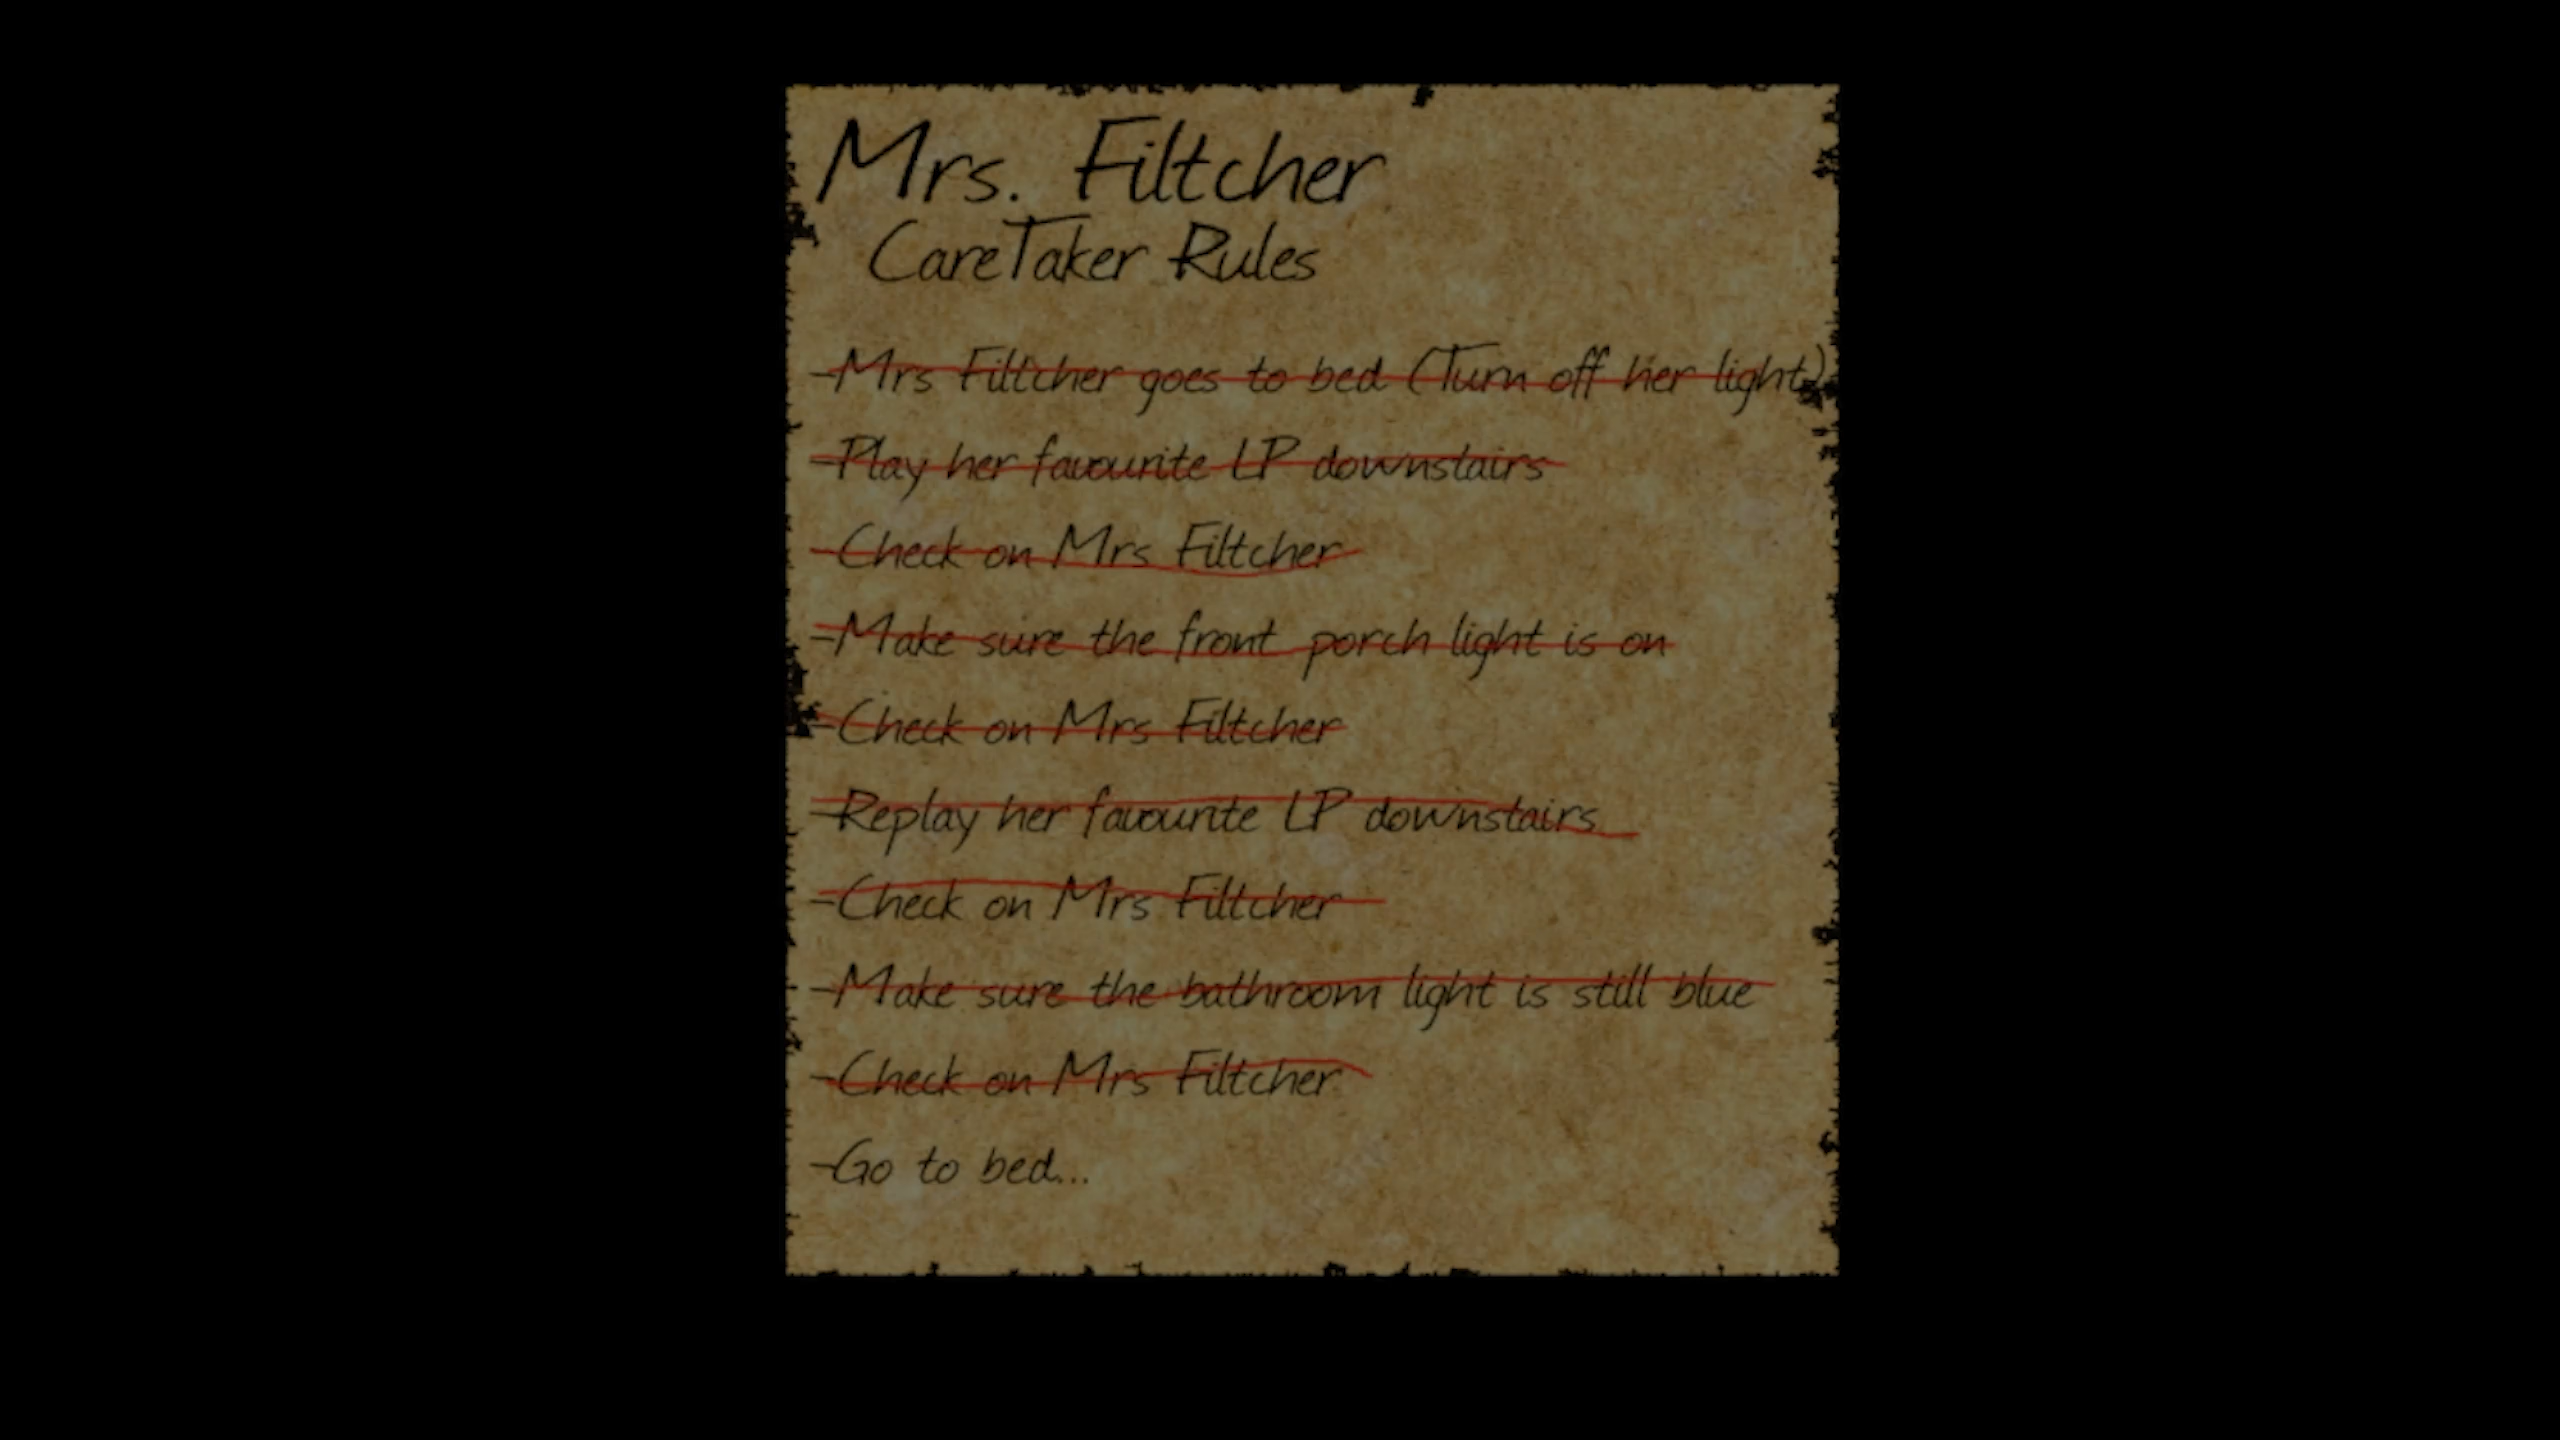 Mrs. Filtcher
CareTaker Rules
-Mrs Filtcher goes to bed (Turn off her light)
-Play her favourite LP downstairs
-Check on Mrs Filtcher
-Make sure the front porch light is on
-Check on Mrs Filtcher
-Replay her favourite LP downstairs
-Check on Mrs Filtcher
-Make sure the bathroom light is still blue
-Check on Mrs Filtcher
-Go to bed...